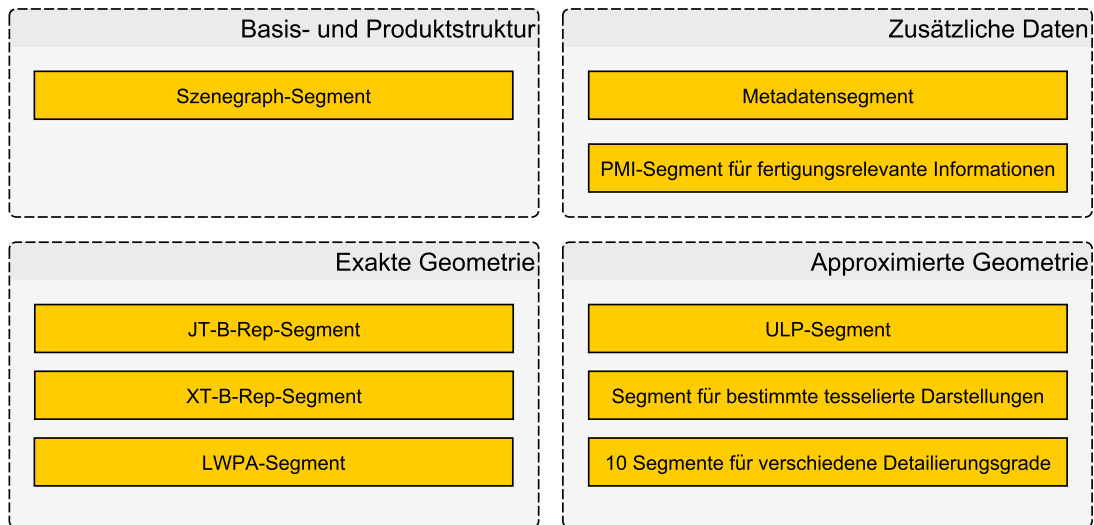 Basis- und Produktstruktur
Szenegraph-Segment
Zusätzliche Daten
Metadatensegment
PMI-Segment für fertigungsrelevante Informationen
Exakte Geometrie
JT-B-Rep-Segment
XT-B-Rep-Segment
LWPA-Segment
Approximierte Geometrie
ULP-Segment
Segment für bestimmte tesselierte Darstellungen
10 Segmente für verschiedene Detailierungsgrade